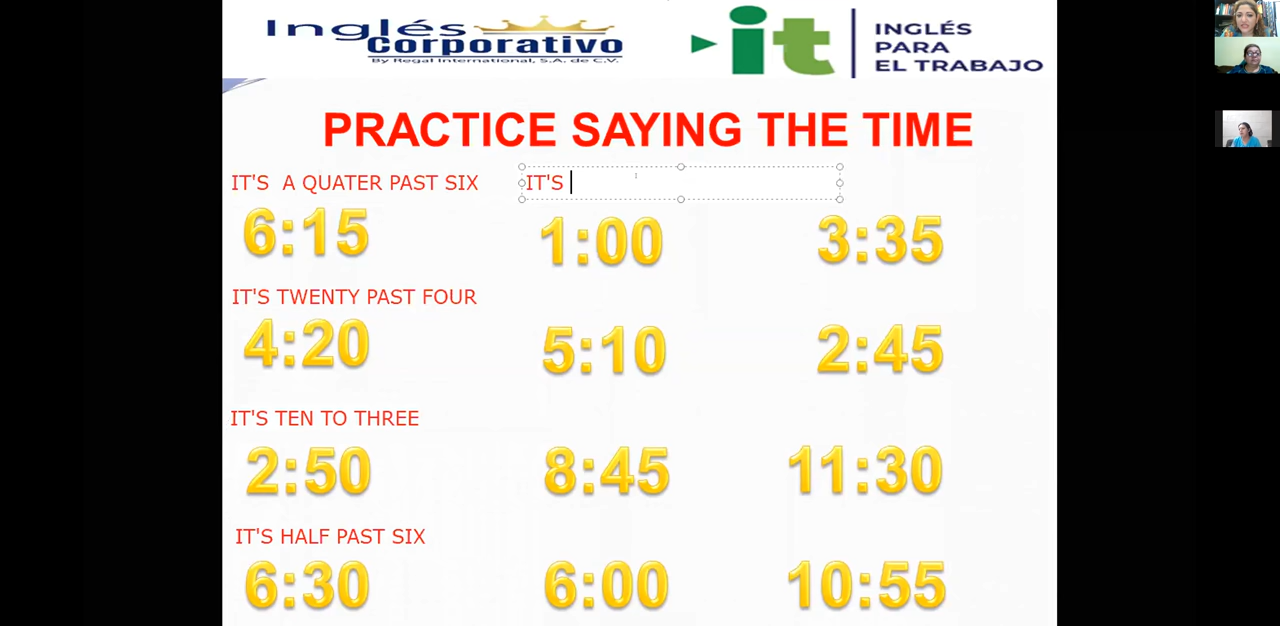 Inglés
Corporativo
By Regal International, S.A. de C.V.
it
INGLÉS
PARA
EL TRABAJO
PRACTICE SAYING THE TIME
IT'S A QUATER PAST SIX
IT'S
6:15
1:00
3:35
IT'S TWENTY PAST FOUR
4:20
5:10
2:45
IT'S TEN TO THREE
2:50
8:45
11:30
IT'S HALF PAST SIX
6:30
6:00
10:55